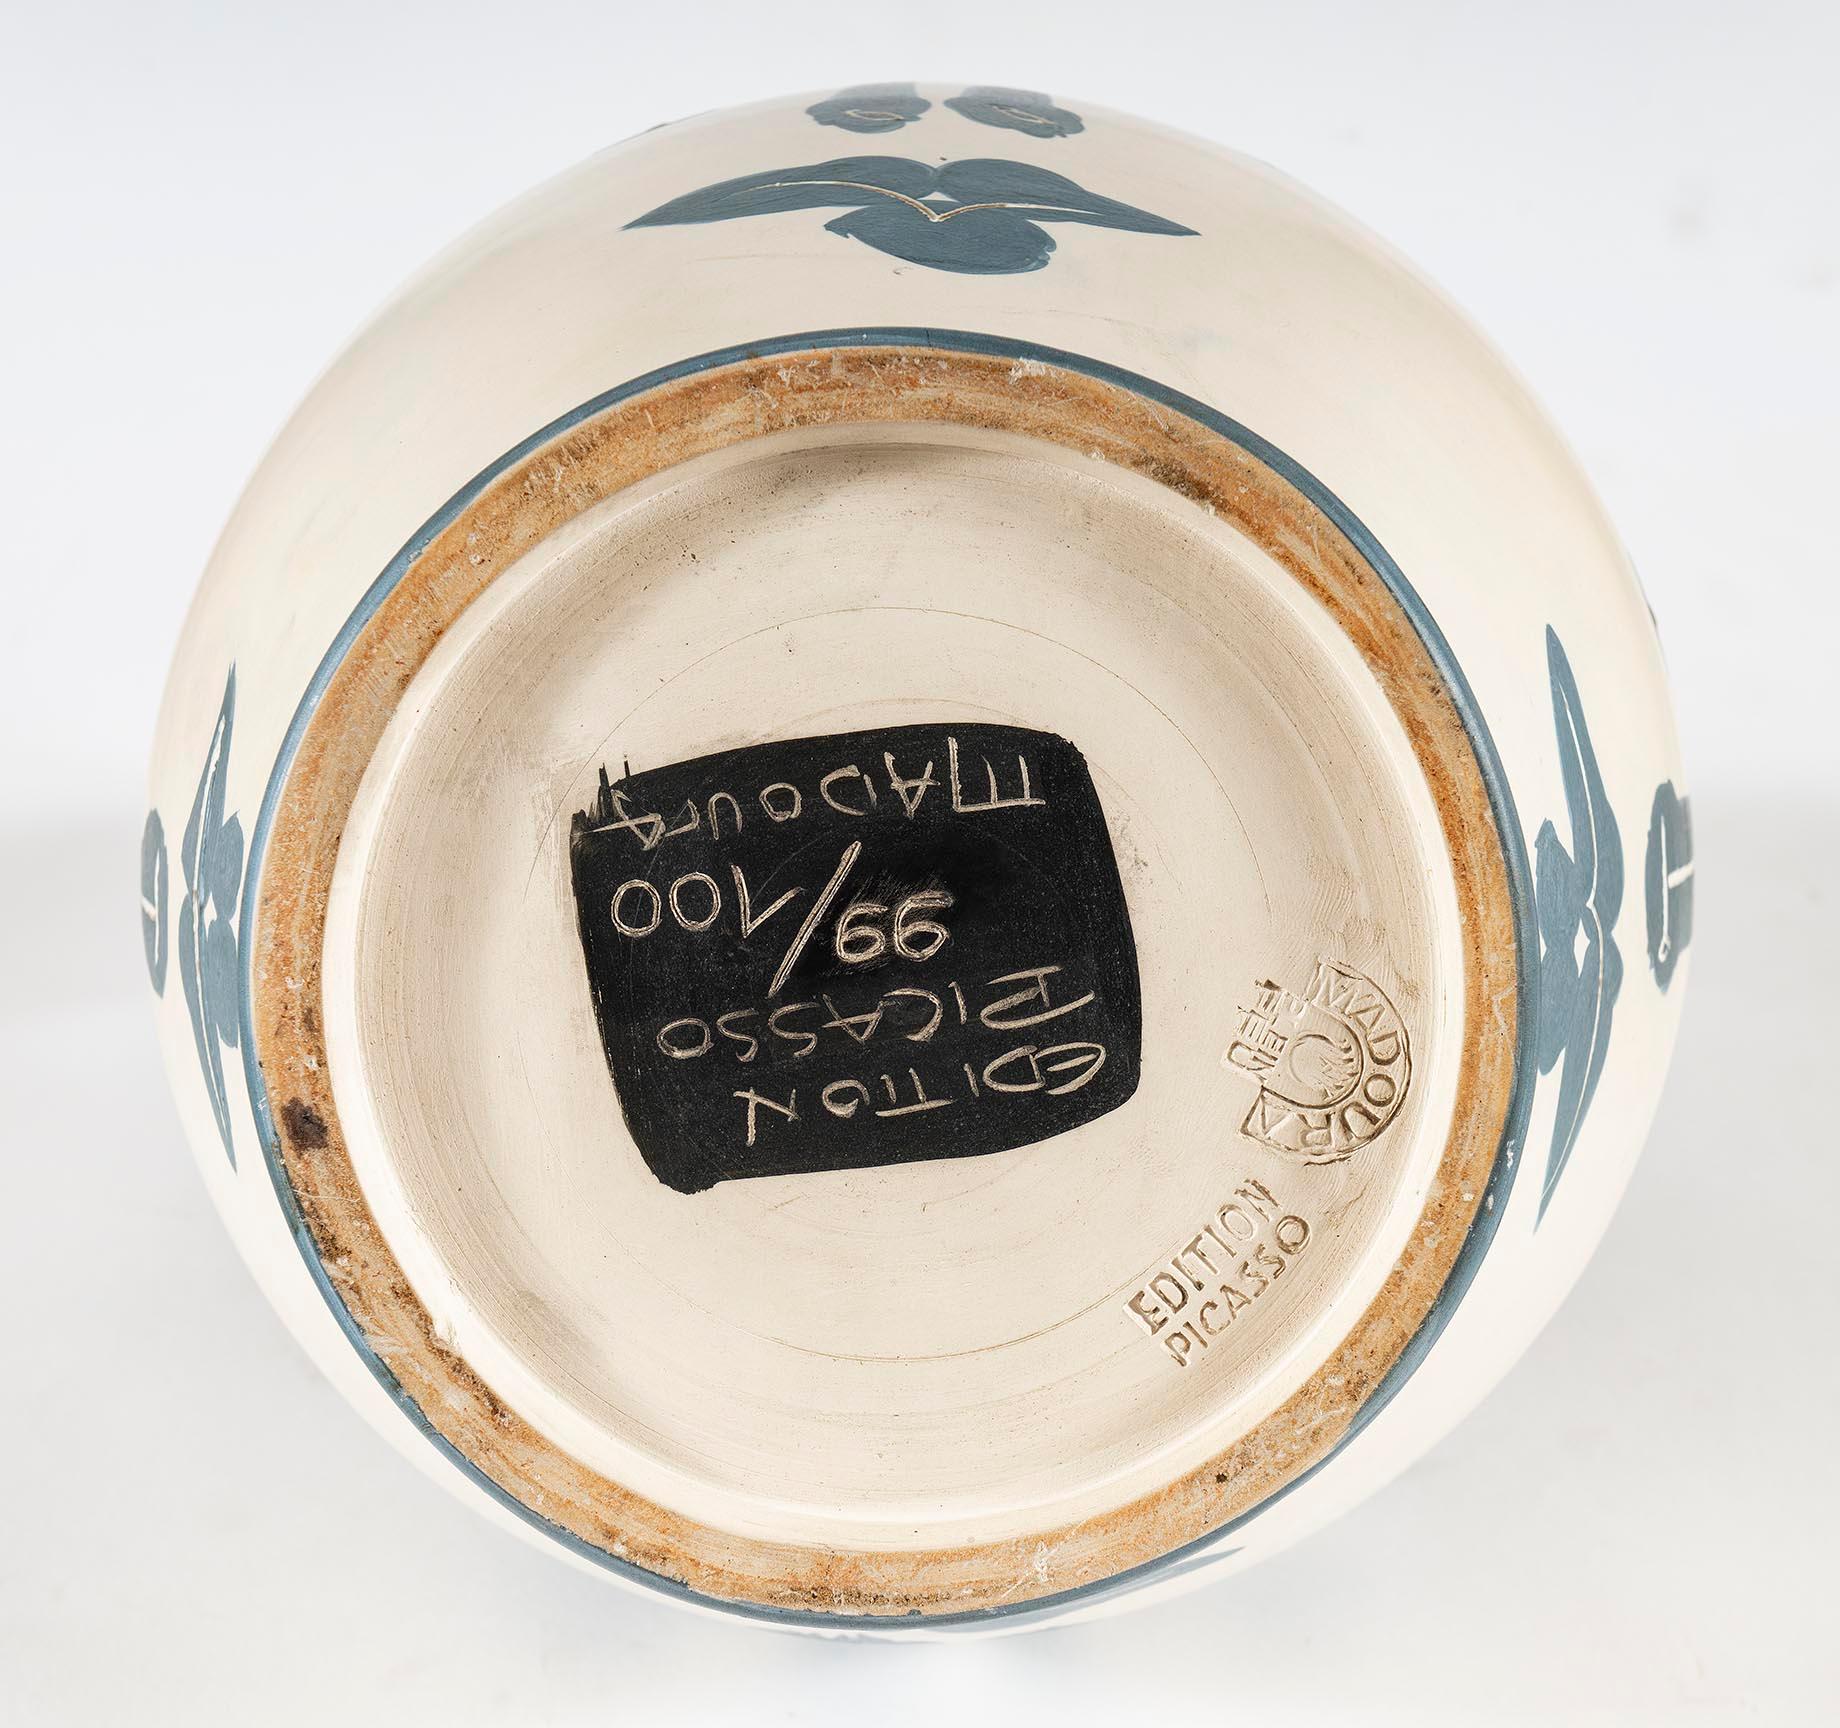 EDITION
PICASSO
99/100
MADOURA
MADOURA
PLEIN
FEU
EDITION
PICASSO